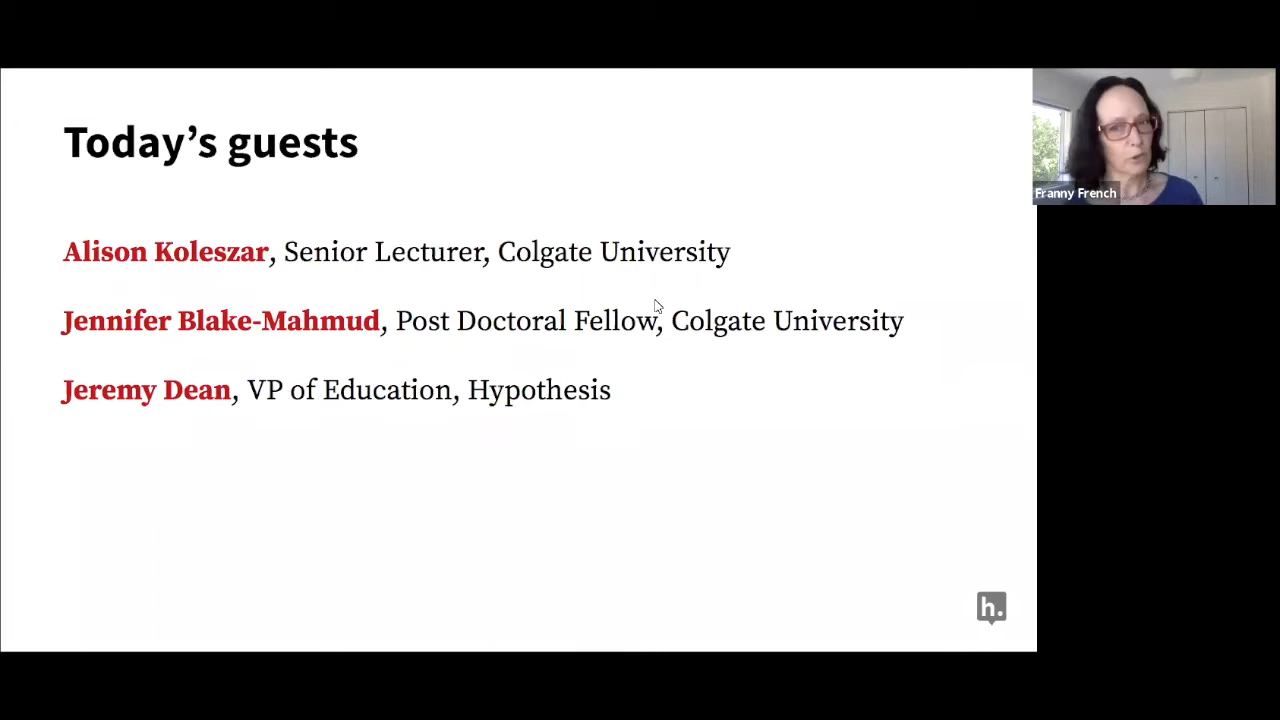 Today’s guests
Alison Koleszar, Senior Lecturer, Colgate University
Jennifer Blake-Mahmud, Post Doctoral Fellow, Colgate University
Jeremy Dean, VP of Education, Hypothesis
h.
Franny French